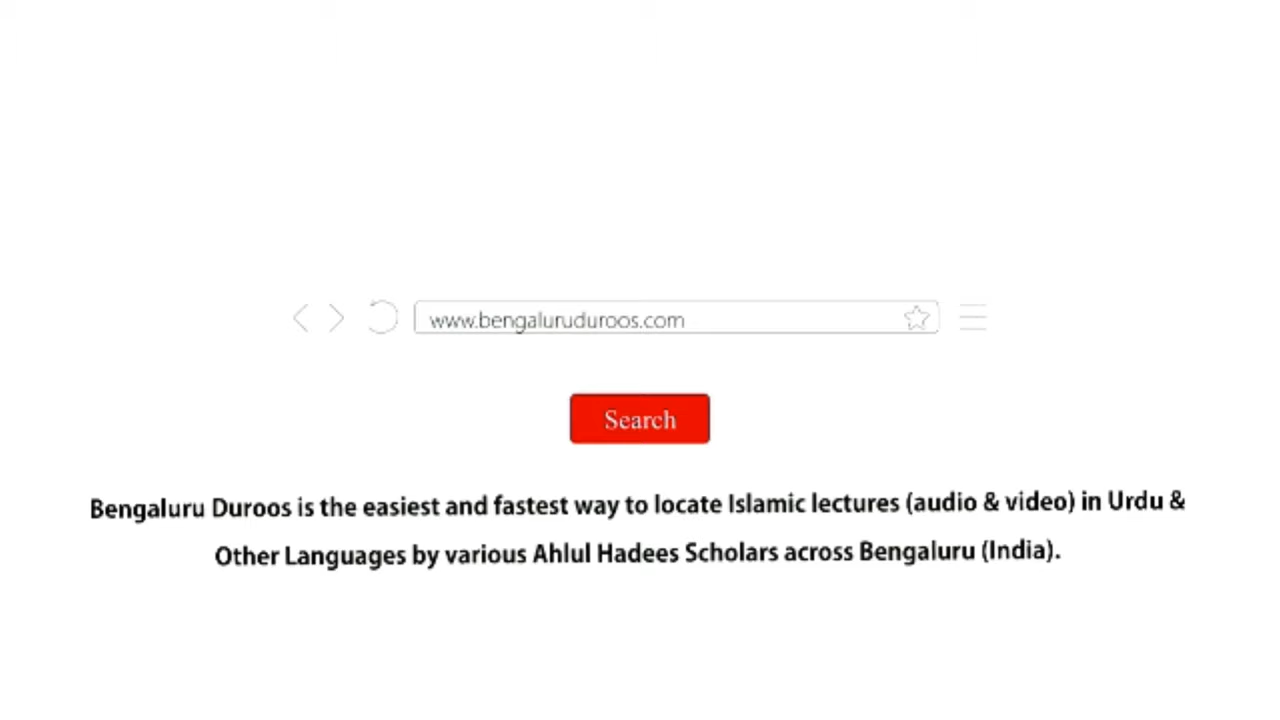 www.bengaluruduroos.com
Search
Bengaluru Duroos is the easiest and fastest way to locate Islamic lectures (audio & video) in Urdu &
Other Languages by various Ahlul Hadees Scholars across Bengaluru (India).